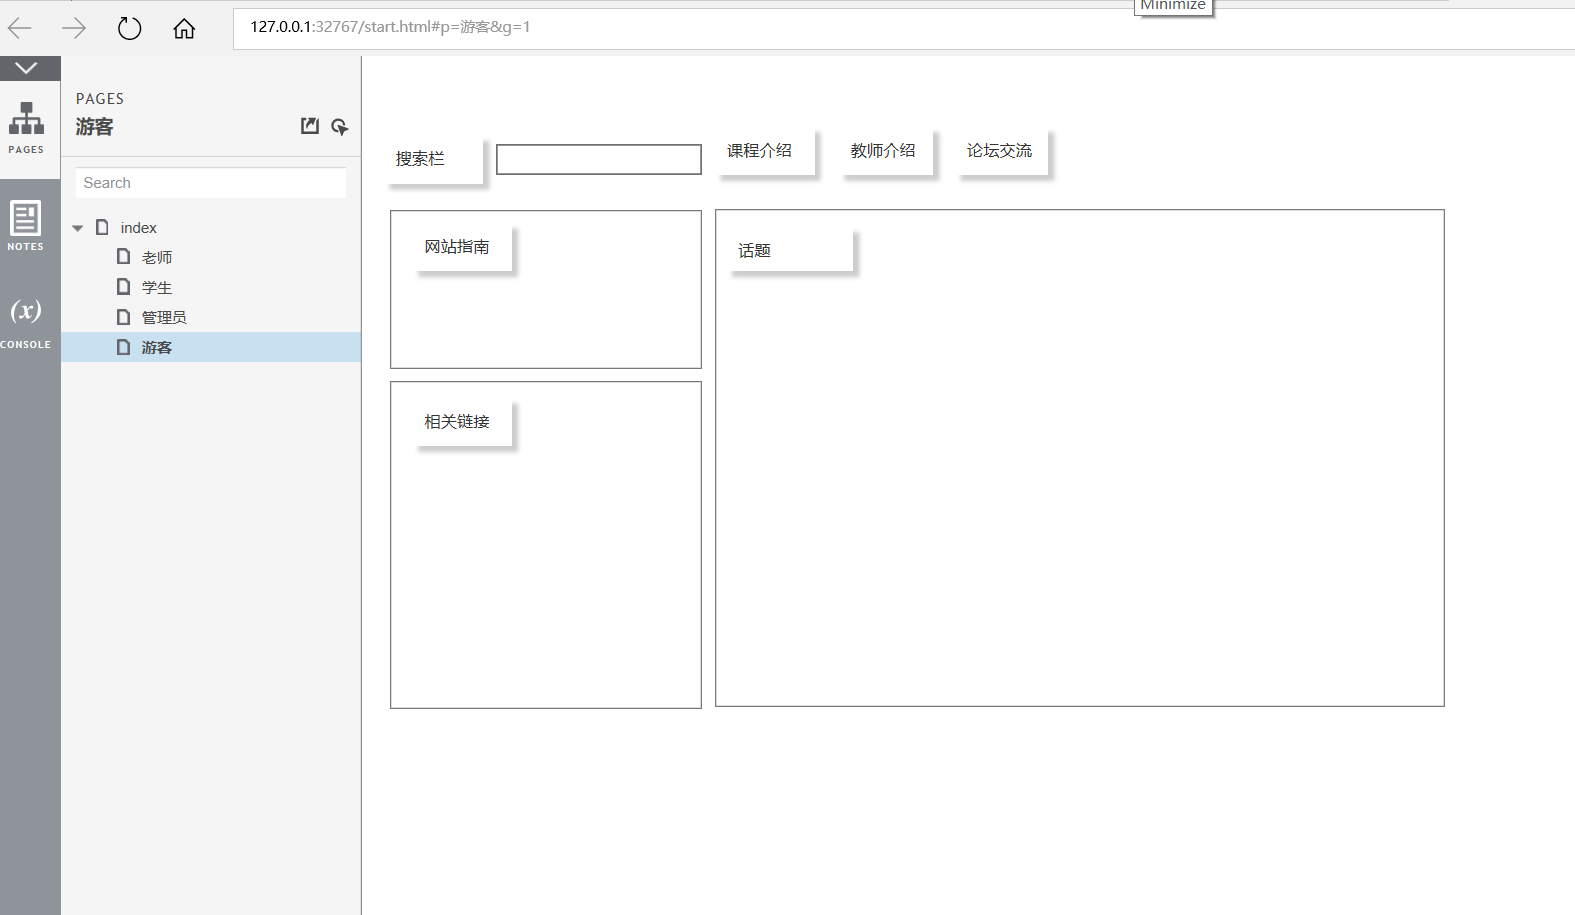 Minimize
127.0.0.1:32767/start.html#p=游客&g=1
PAGES
NOTES
(x)
CONSOLE
PAGES
游客
Search
index
老师
学生
管理员
游客
搜索栏
课程介绍
教师介绍
论坛交流
网站指南
话题
相关链接